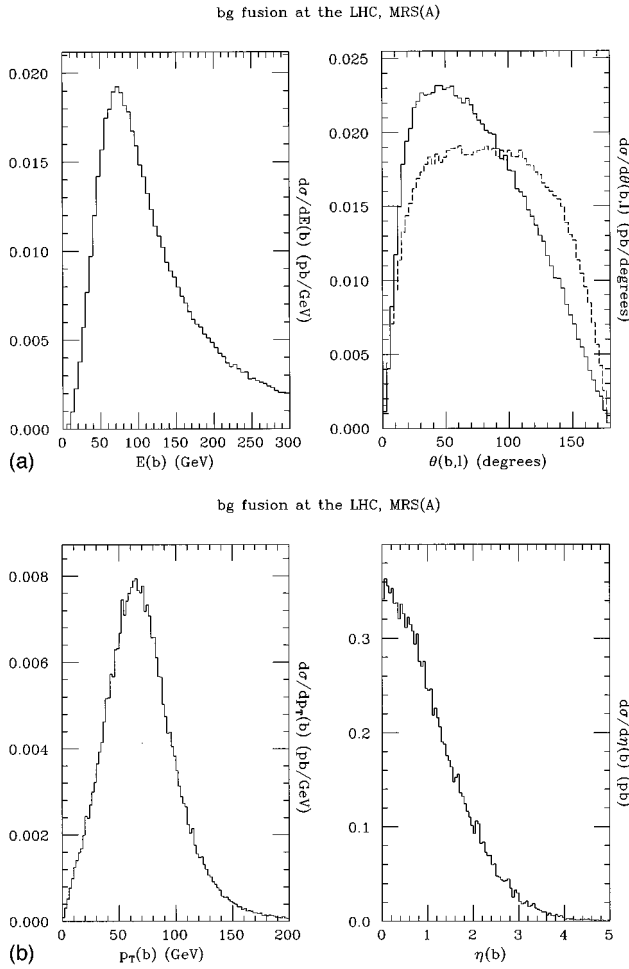 bg fusion at the LHC, MRS(A)
0.020
0.015
0.010
0.005
0.000
0 50 100 150 200 250 300
E(b) (GeV)
dσ/dE(b) (pb/GeV)
(a)
0.025
0.020
0.015
0.010
0.005
0.000
0 50 100 150
θ(b,l) (degrees)
dσ/dθ(b,l) (pb/degrees)
bg fusion at the LHC, MRS(A)
0.008
0.006
0.004
0.002
0.000
0 50 100 150 200
p_T(b) (GeV)
dσ/dp_T(b) (pb/GeV)
(b)
0.3
0.2
0.1
0.0
0 1 2 3 4 5
η(b)
dσ/dη(b) (pb)